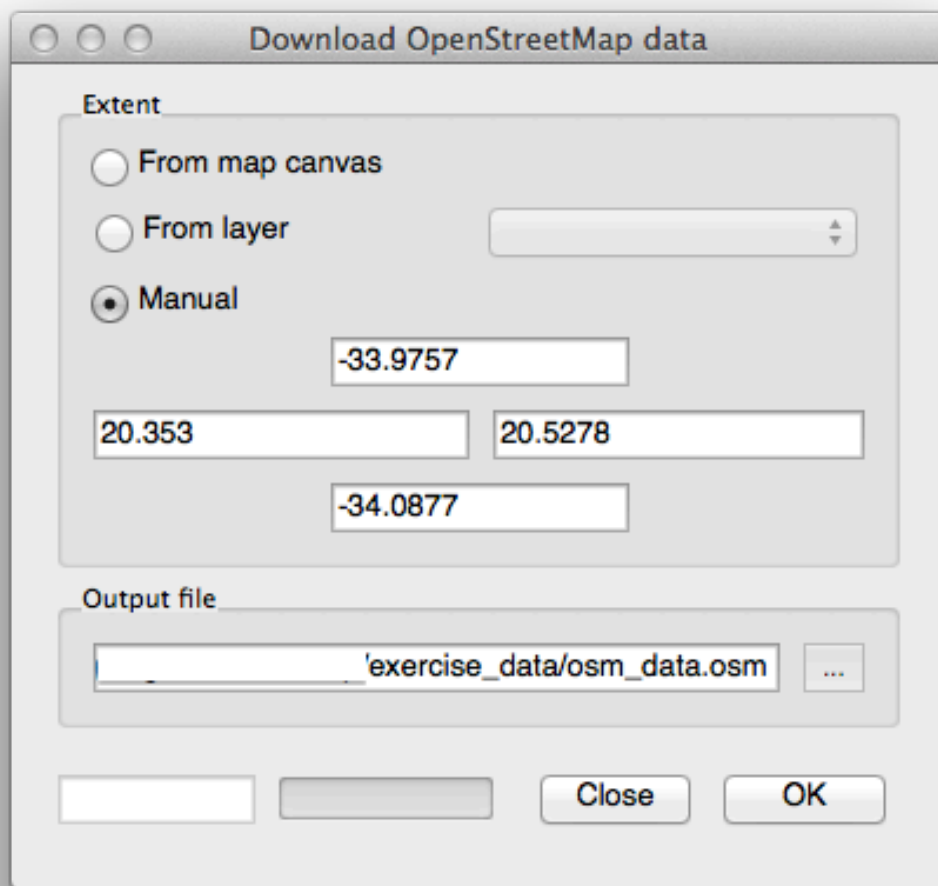 Download OpenStreetMap data
Extent
From map canvas
From layer
Manual
-33.9757
20.353 20.5278
-34.0877
Output file
/exercise_data/osm_data.osm ...
Close OK